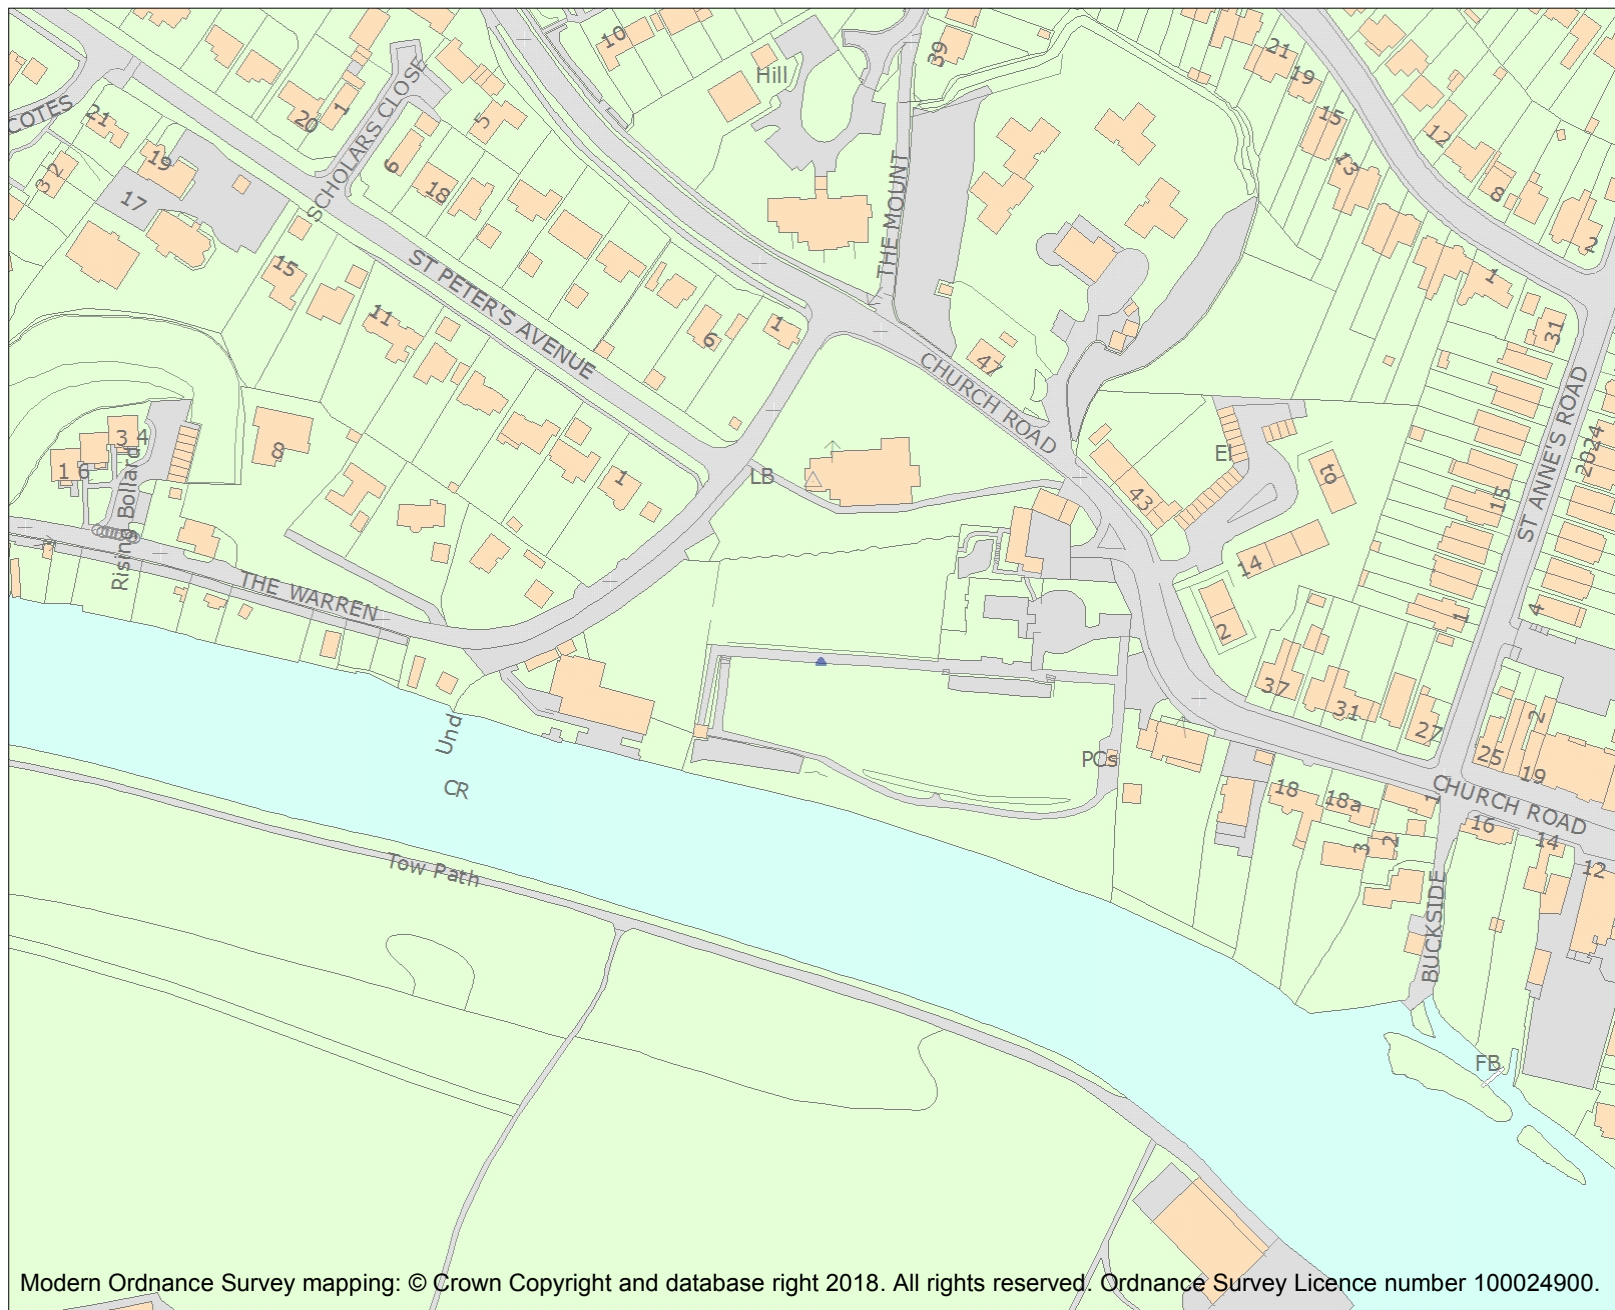 10
39
21
19
Hill
COTES
21
20
1
SCHOLARS CLOSE
5
15
12
19
3 2
6
18
13
8
17
THE MOUNT
2
15
ST PETER'S AVENUE
1
11
6
1
31
47
CHURCH ROAD
ST ANNE'S ROAD
3 4
8
1 6
LB
El
to
2024
1
43
15
Rising Bollard
14
THE WARREN
4
1
2
37
31
27
2
Und
PCs
25
19
CR
18
18a
1
CHURCH ROAD
16
2
3
14
12
Tow Path
BUCKSIDE
FB
Modern Ordnance Survey mapping: © Crown Copyright and database right 2018. All rights reserved. Ordnance Survey Licence number 100024900.